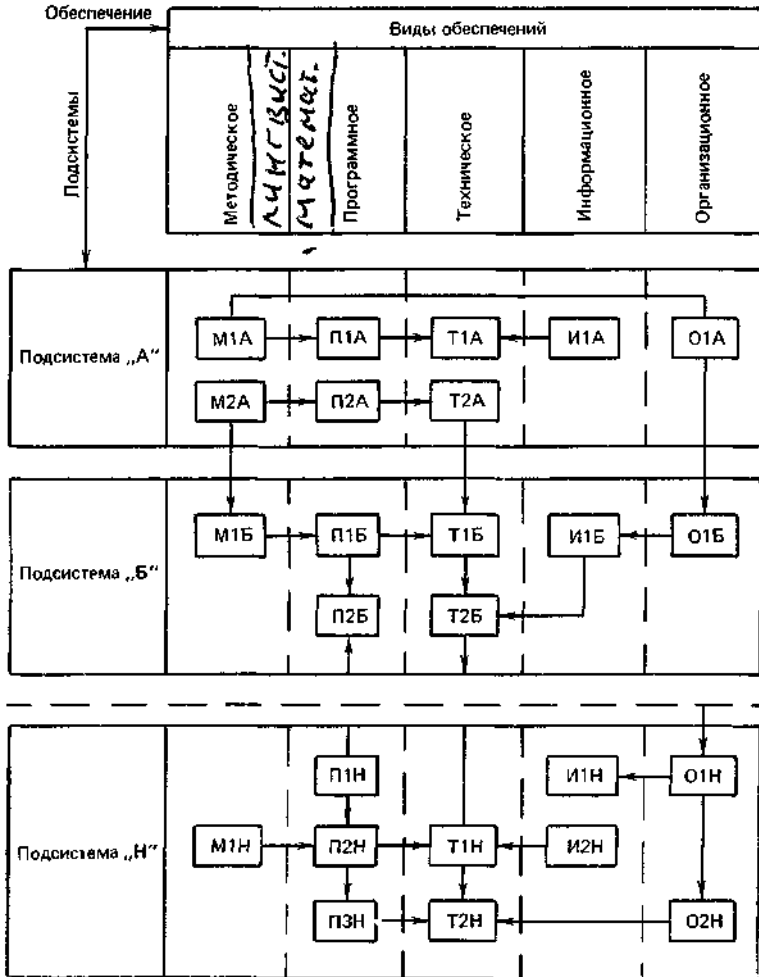 Обеспечение
Виды обеспечений
Подсистемы
Методическое
лингвист.
математ.
Программное
Техническое
Информационное
Организационное
Подсистема „А"
М1А П1А Т1А И1А О1А
М2А П2А Т2А
Подсистема „Б"
М1Б П1Б Т1Б И1Б О1Б
П2Б Т2Б
Подсистема „Н"
П1Н И1Н О1Н
М1Н П2Н Т1Н И2Н
П3Н Т2Н О2Н